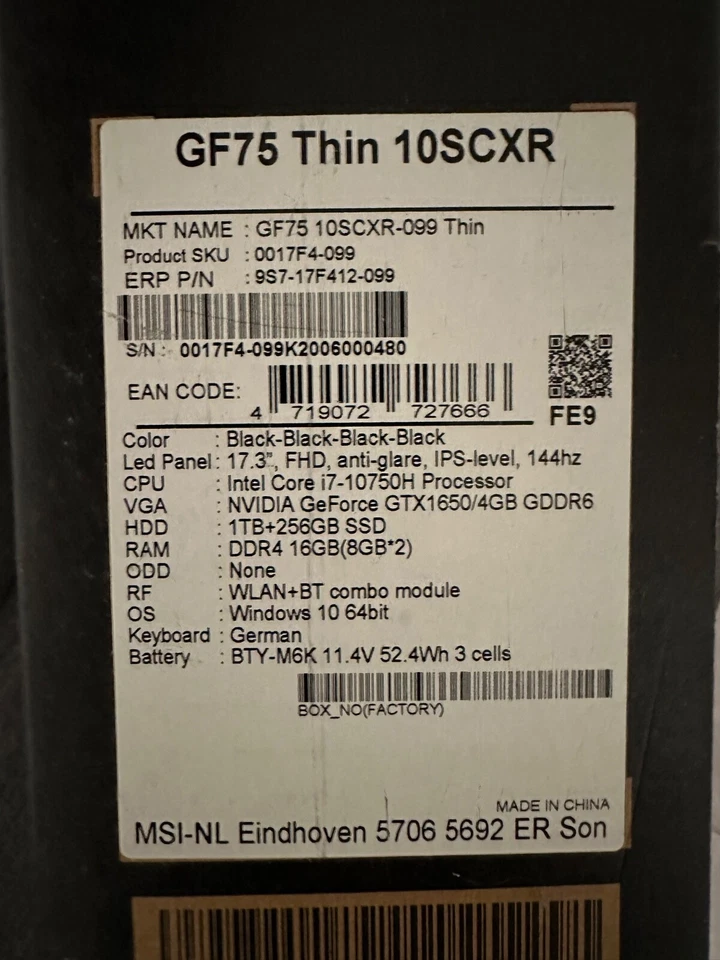 GF75 Thin 10SCXR
MKT NAME : GF75 10SCXR-099 Thin
Product SKU : 0017F4-099
ERP P/N : 9S7-17F412-099
S/N : 0017F4-099K2006000480
EAN CODE:
4 719072 727666
FE9
Color : Black-Black-Black-Black
Led Panel : 17.3", FHD, anti-glare, IPS-level, 144hz
CPU : Intel Core i7-10750H Processor
VGA : NVIDIA GeForce GTX1650/4GB GDDR6
HDD : 1TB+256GB SSD
RAM : DDR4 16GB(8GB*2)
ODD : None
RF : WLAN+BT combo module
OS : Windows 10 64bit
Keyboard : German
Battery : BTY-M6K 11.4V 52.4Wh 3 cells
BOX_NO(FACTORY)
MADE IN CHINA
MSI-NL Eindhoven 5706 5692 ER Son